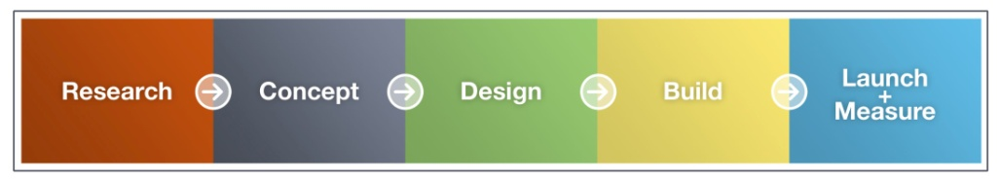 Research
Concept
Design
Build
Launch
+
Measure